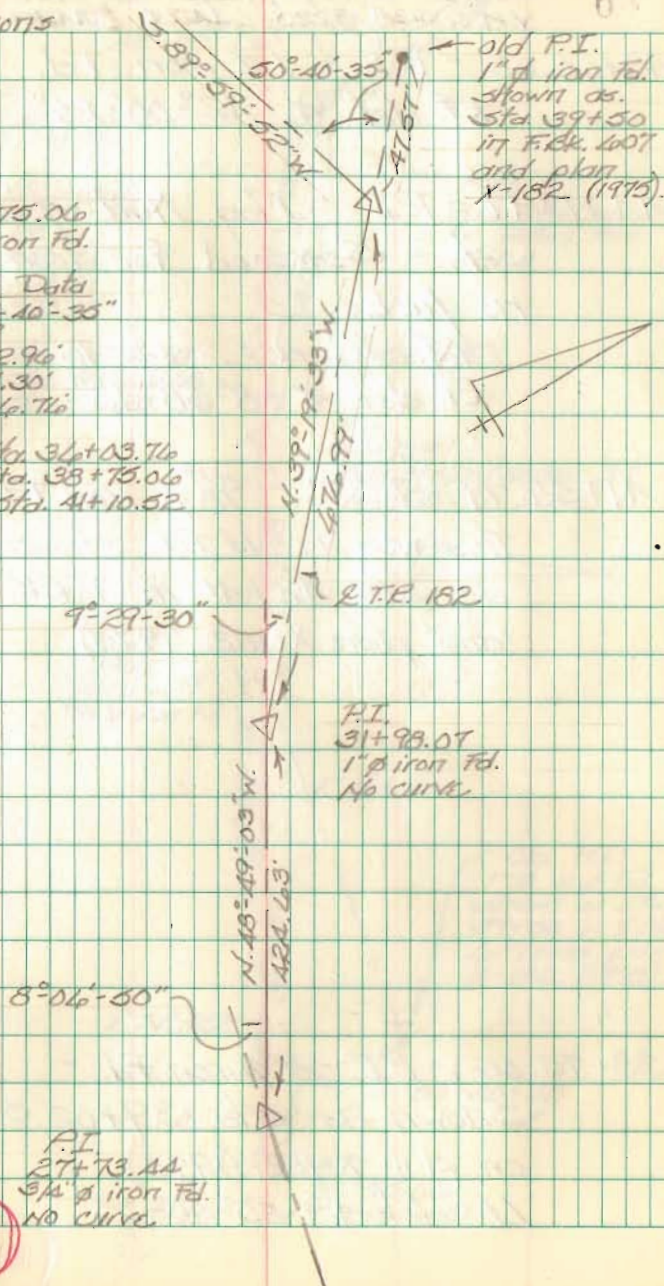 ons
S.89°-59'-52"W.
50°-40'-35"
old P.I.
1"ø iron Fd.
shown as
Sta. 39+50
in F.Bk. 607
and plan
X-182 (1975)
47.67'
75.06
ron Fd.
Data
-40'-35"
2.96'
.30'
6.76'
ta. 36+03.76
ta. 38+75.06
sta. 41+10.52
N.39°-19'-33"W.
676.99'
℄ T.P. 182
9°-29'-30"
P.I.
31+98.07
1"ø iron Fd.
No curve
N.48°-49'-03"W.
424.63'
8°-06'-50"
P.I.
27+73.44
3/4"ø iron Fd.
No curve